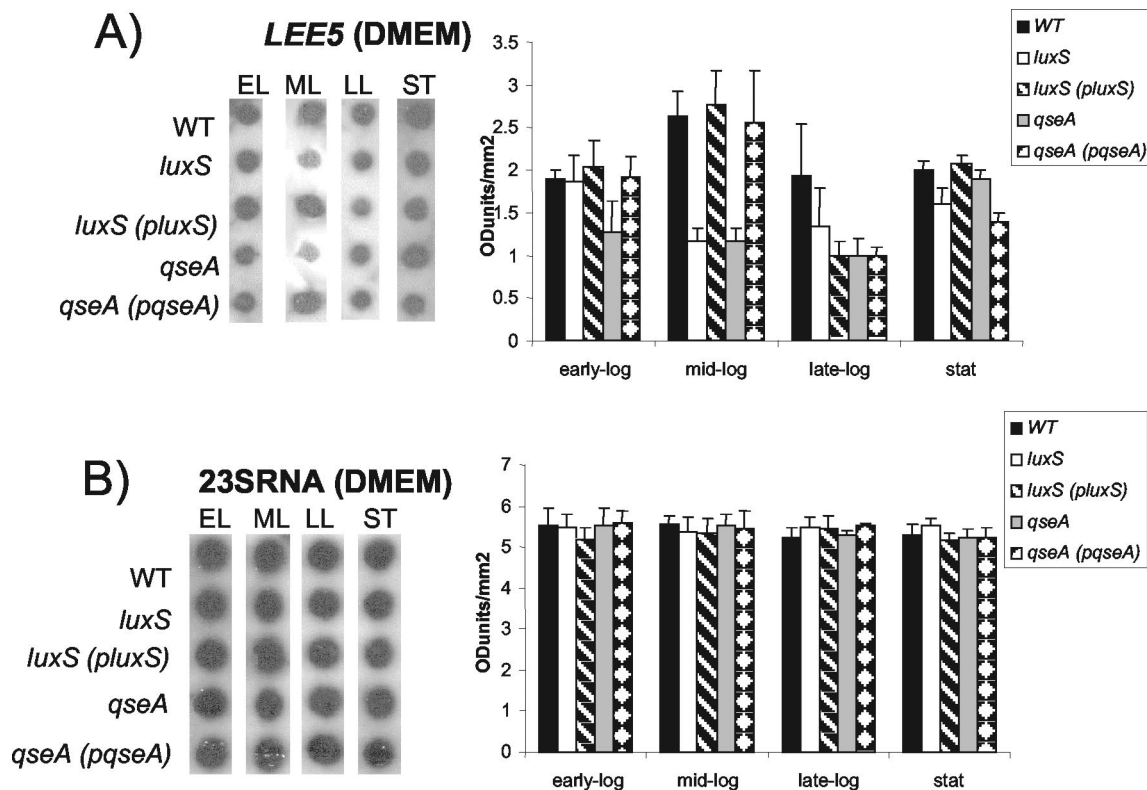 A)
LEE5 (DMEM)
EL ML LL ST
WT
luxS
luxS (pluxS)
qseA
qseA (pqseA)
ODunits/mm2
3.5
3
2.5
2
1.5
1
0.5
0
early-log mid-log late-log stat
WT
luxS
luxS (pluxS)
qseA
qseA (pqseA)
B)
23SRNA (DMEM)
EL ML LL ST
WT
luxS
luxS (pluxS)
qseA
qseA (pqseA)
ODunits/mm2
7
6
5
4
3
2
1
0
early-log mid-log late-log stat
WT
luxS
luxS (pluxS)
qseA
qseA (pqseA)